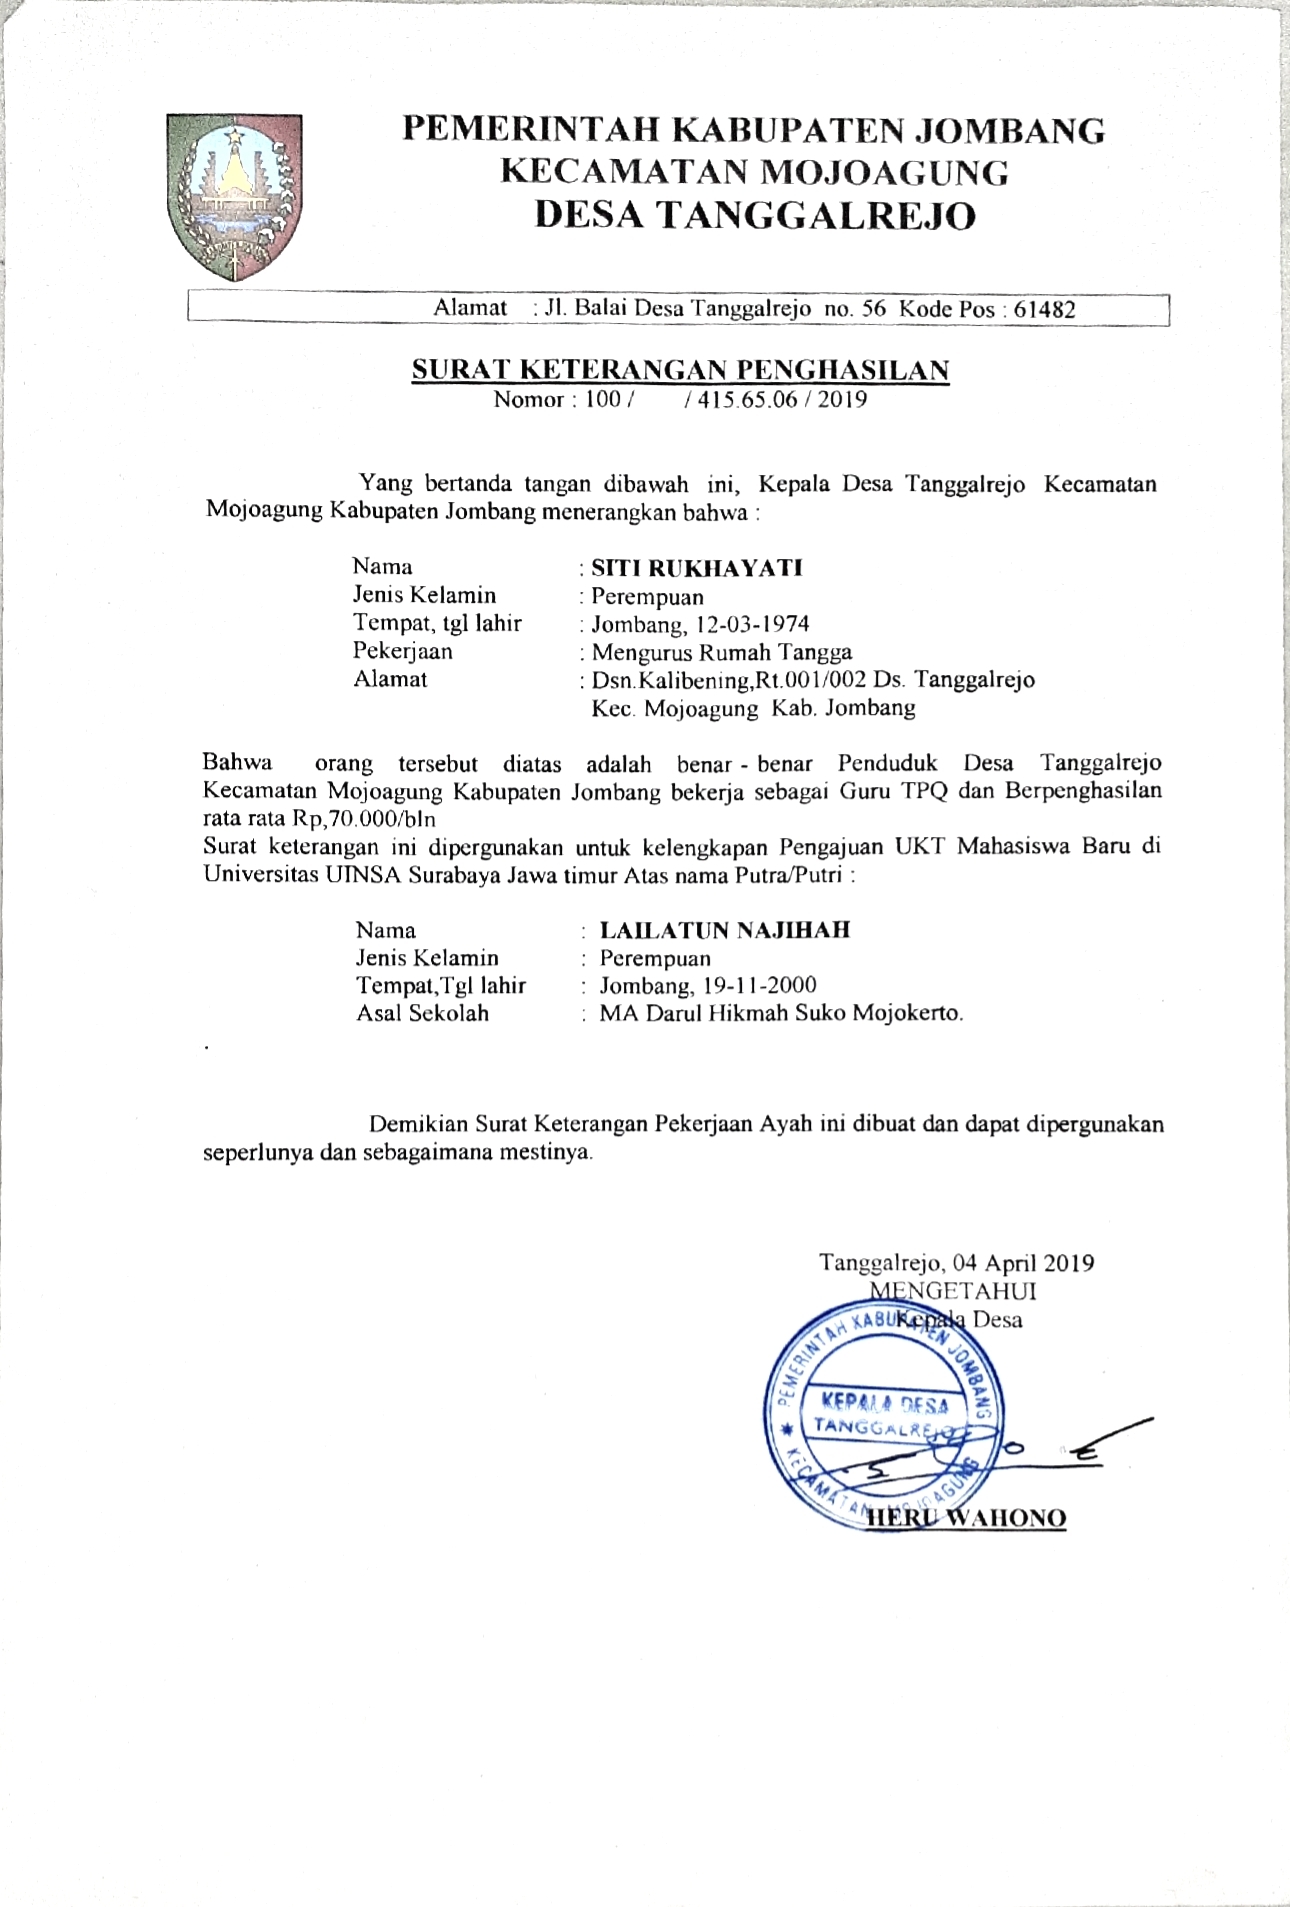 PEMERINTAH KABUPATEN JOMBANG
KECAMATAN MOJOAGUNG
DESA TANGGALREJO
Alamat : Jl. Balai Desa Tanggalrejo no. 56 Kode Pos : 61482
SURAT KETERANGAN PENGHASILAN
Nomor : 100 / / 415.65.06 / 2019
Yang bertanda tangan dibawah ini, Kepala Desa Tanggalrejo Kecamatan
Mojoagung Kabupaten Jombang menerangkan bahwa :
Nama : SITI RUKHAYATI
Jenis Kelamin : Perempuan
Tempat, tgl lahir : Jombang, 12-03-1974
Pekerjaan : Mengurus Rumah Tangga
Alamat : Dsn.Kalibening,Rt.001/002 Ds. Tanggalrejo
Kec. Mojoagung Kab. Jombang
Bahwa orang tersebut diatas adalah benar - benar Penduduk Desa Tanggalrejo
Kecamatan Mojoagung Kabupaten Jombang bekerja sebagai Guru TPQ dan Berpenghasilan
rata rata Rp,70.000/bln
Surat keterangan ini dipergunakan untuk kelengkapan Pengajuan UKT Mahasiswa Baru di
Universitas UINSA Surabaya Jawa timur Atas nama Putra/Putri :
Nama : LAILATUN NAJIHAH
Jenis Kelamin : Perempuan
Tempat,Tgl lahir : Jombang, 19-11-2000
Asal Sekolah : MA Darul Hikmah Suko Mojokerto.
.
Demikian Surat Keterangan Pekerjaan Ayah ini dibuat dan dapat dipergunakan
seperlunya dan sebagaimana mestinya.
Tanggalrejo, 04 April 2019
MENGETAHUI
Kepala Desa
PEMERINTAH KABUPATEN JOMBANG
KEPALA DESA
TANGGALREJO
KECAMATAN MOJOAGUNG
HERU WAHONO